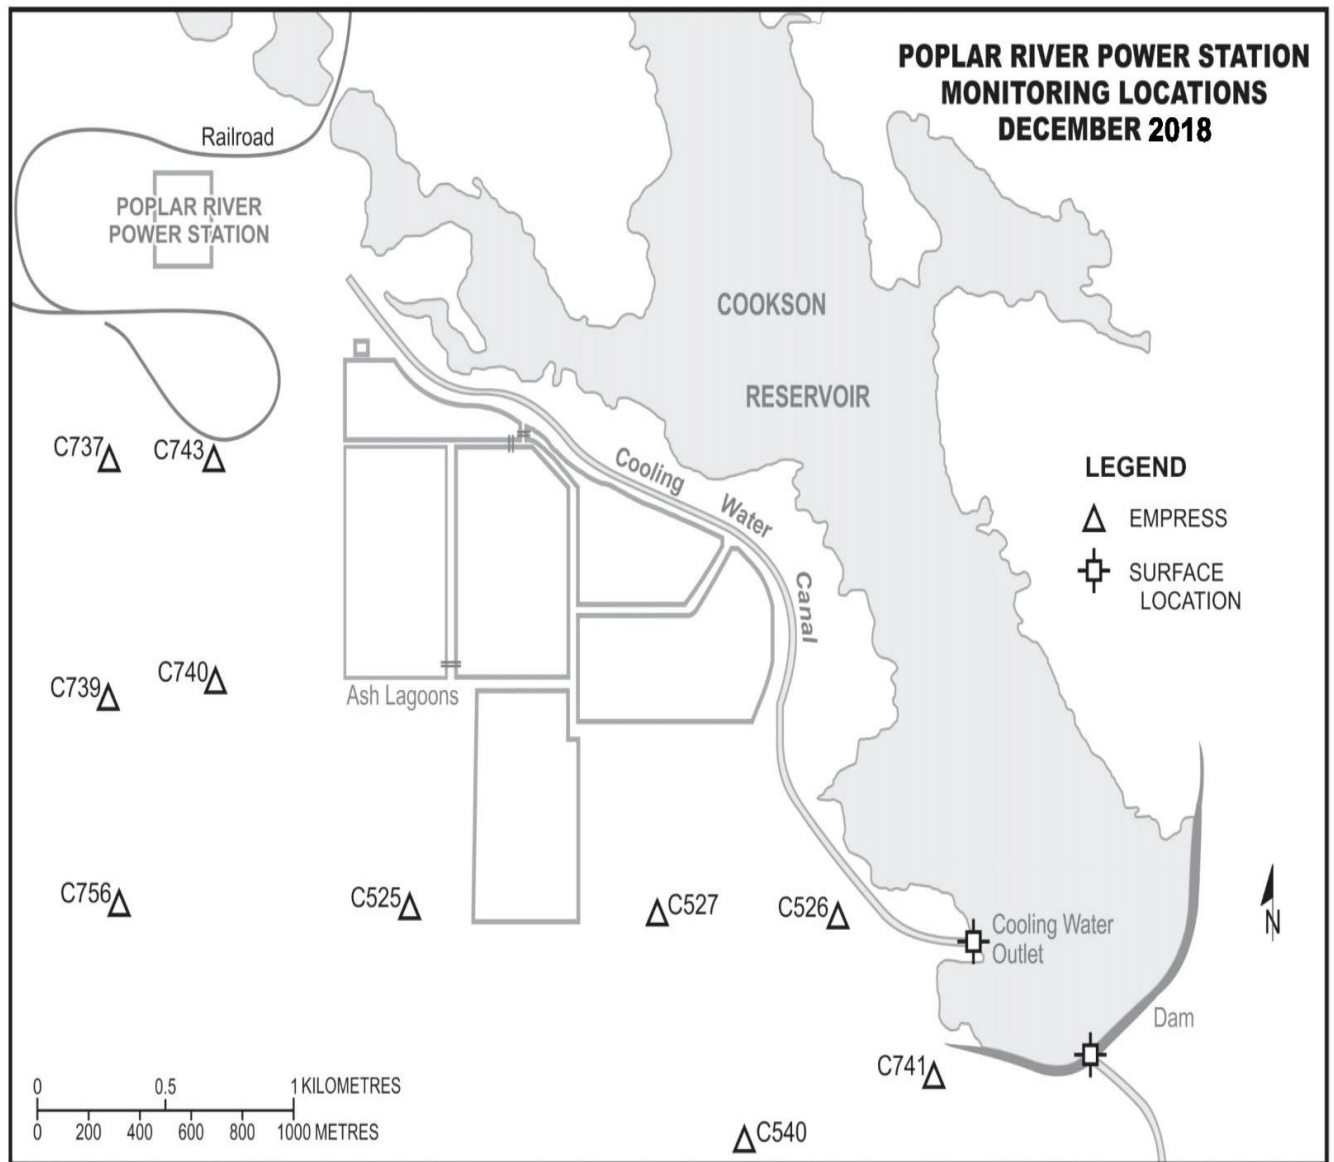 POPLAR RIVER POWER STATION
MONITORING LOCATIONS
DECEMBER 2018
Railroad
POPLAR RIVER
POWER STATION
COOKSON
RESERVOIR
Cooling Water Canal
C737
C743
LEGEND
EMPRESS
SURFACE
LOCATION
C739
C740
Ash Lagoons
C756
C525
C527
C526
Cooling Water
Outlet
N
Dam
C741
C540
0 0.5 1 KILOMETRES
0 200 400 600 800 1000 METRES